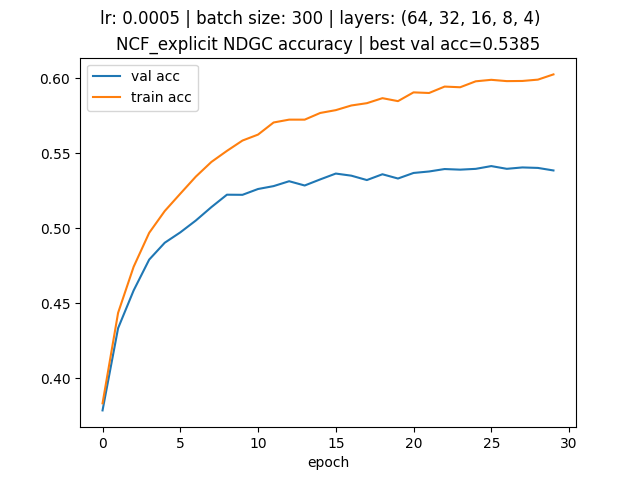 lr: 0.0005 | batch size: 300 | layers: (64, 32, 16, 8, 4)
NCF_explicit NDGC accuracy | best val acc=0.5385
val acc
train acc
0.60
0.55
0.50
0.45
0.40
0 5 10 15 20 25 30
epoch